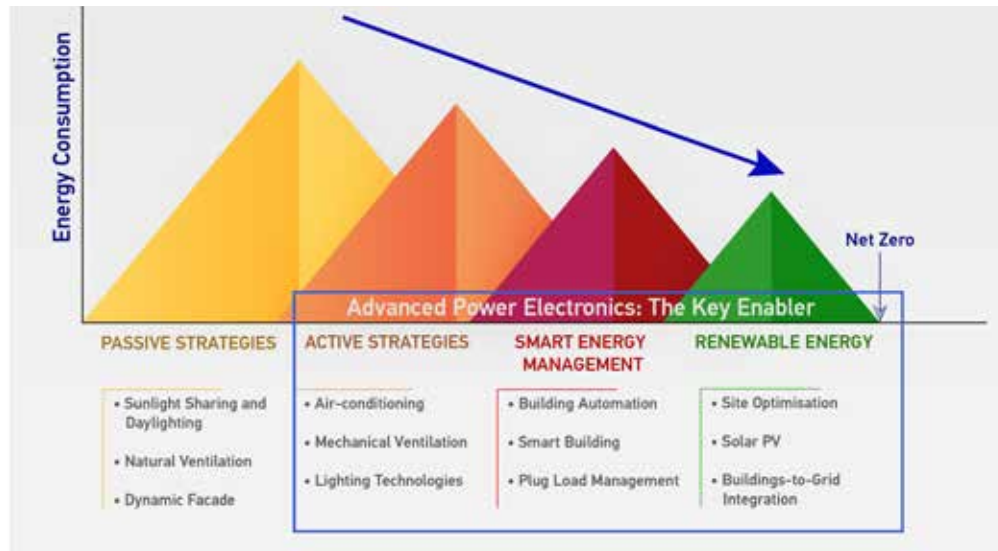 Energy Consumption
Net Zero
Advanced Power Electronics: The Key Enabler
PASSIVE STRATEGIES
• Sunlight Sharing and
Daylighting
• Natural Ventilation
• Dynamic Facade
ACTIVE STRATEGIES
• Air-conditioning
• Mechanical Ventilation
• Lighting Technologies
SMART ENERGY
MANAGEMENT
• Building Automation
• Smart Building
• Plug Load Management
RENEWABLE ENERGY
• Site Optimisation
• Solar PV
• Buildings-to-Grid
Integration